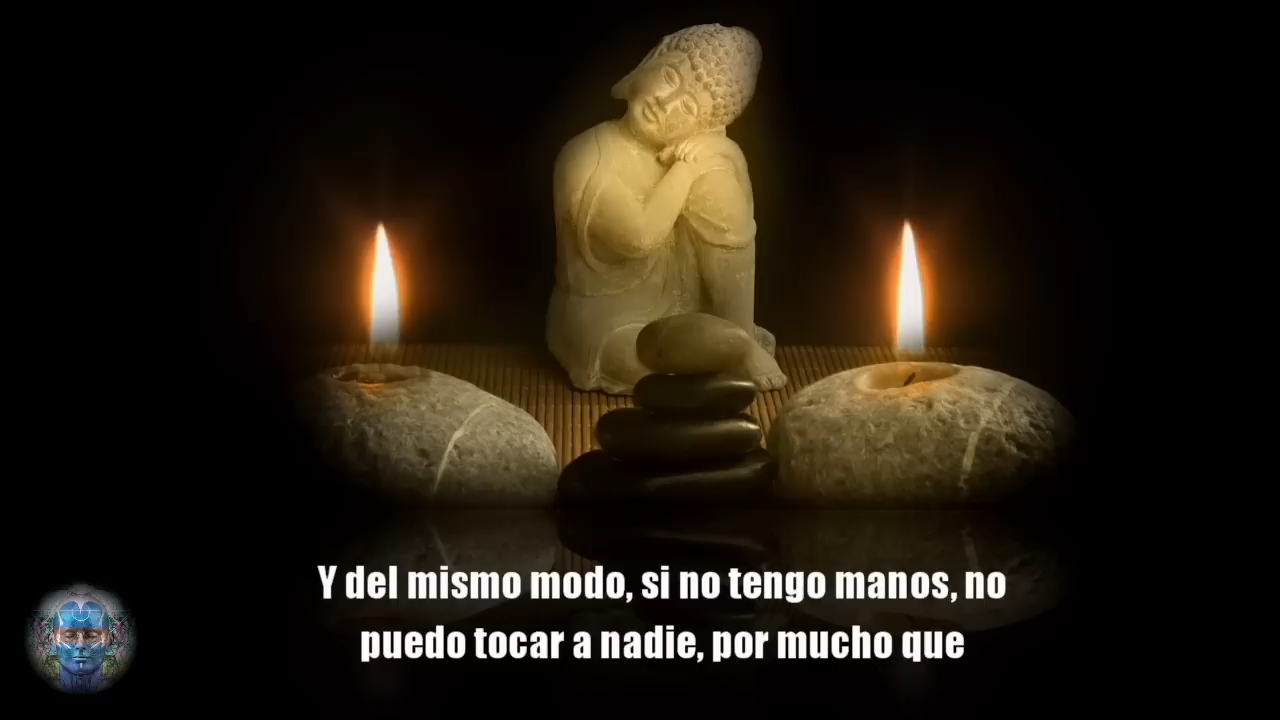 Y del mismo modo, si no tengo manos, no
puedo tocar a nadie, por mucho que